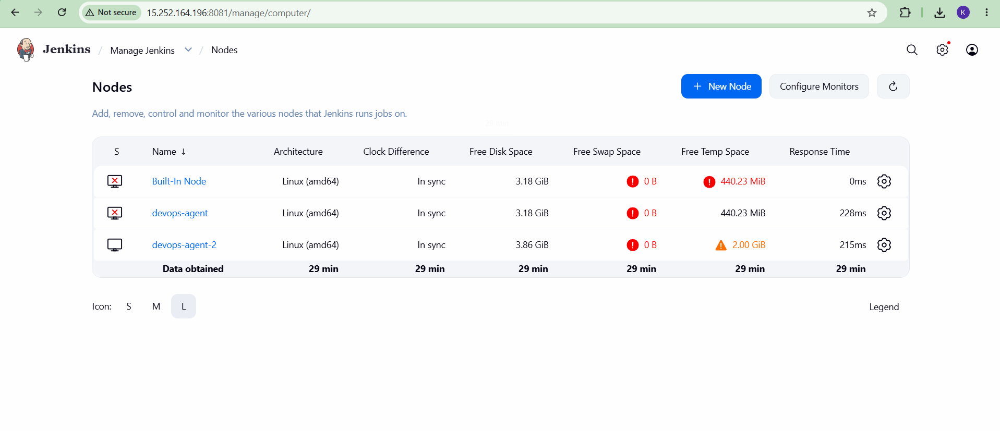 Not secure 15.252.164.196:8081/manage/computer/ K
Jenkins / Manage Jenkins / Nodes
Nodes
+ New Node
Configure Monitors
Add, remove, control and monitor the various nodes that Jenkins runs jobs on.
29 min
S Name ↓ Architecture Clock Difference Free Disk Space Free Swap Space Free Temp Space Response Time
Built-In Node Linux (amd64) In sync 3.18 GiB 0 B 440.23 MiB 0ms
devops-agent Linux (amd64) In sync 3.18 GiB 0 B 440.23 MiB 228ms
devops-agent-2 Linux (amd64) In sync 3.86 GiB 0 B 2.00 GiB 215ms
Data obtained 29 min 29 min 29 min 29 min 29 min 29 min
Icon: S M L Legend